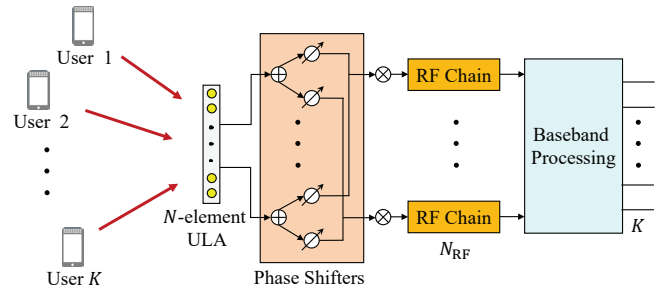 User 1
User 2
User K
N-element
ULA
Phase Shifters
RF Chain
RF Chain
N_RF
Baseband
Processing
K